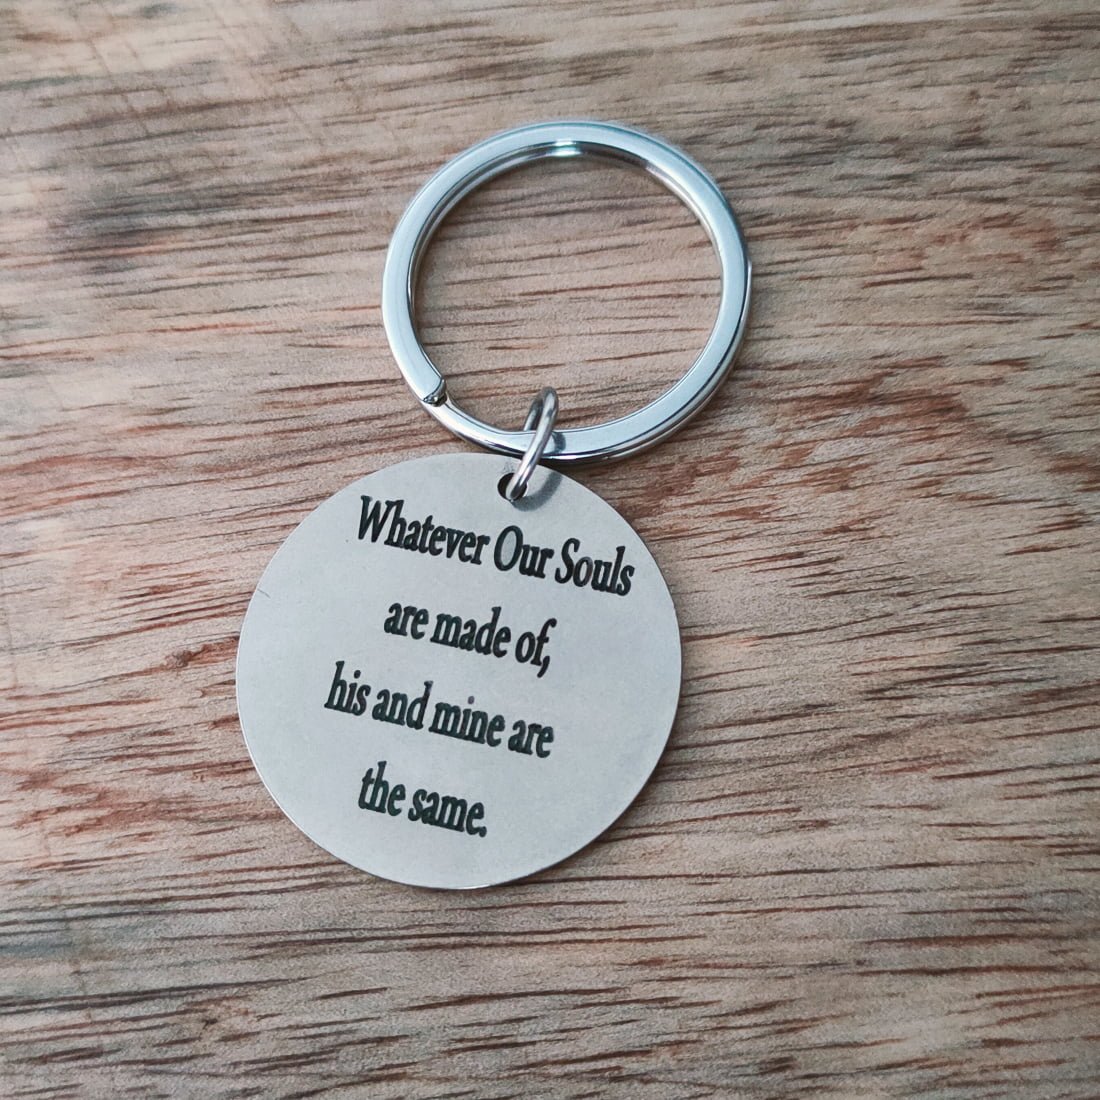 Whatever Our Souls
are made of,
his and mine are
the same.